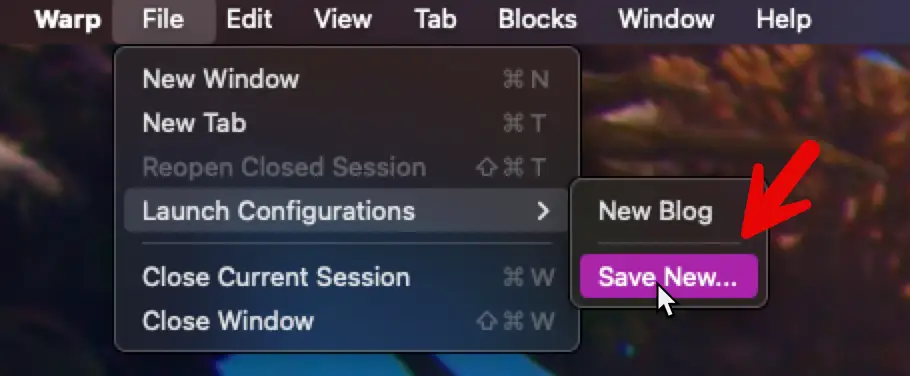 Warp File Edit View Tab Blocks Window Help
New Window ⌘ N
New Tab ⌘ T
Reopen Closed Session ⇧ ⌘ T
Launch Configurations >
New Blog
Save New...
Close Current Session ⌘ W
Close Window ⇧ ⌘ W